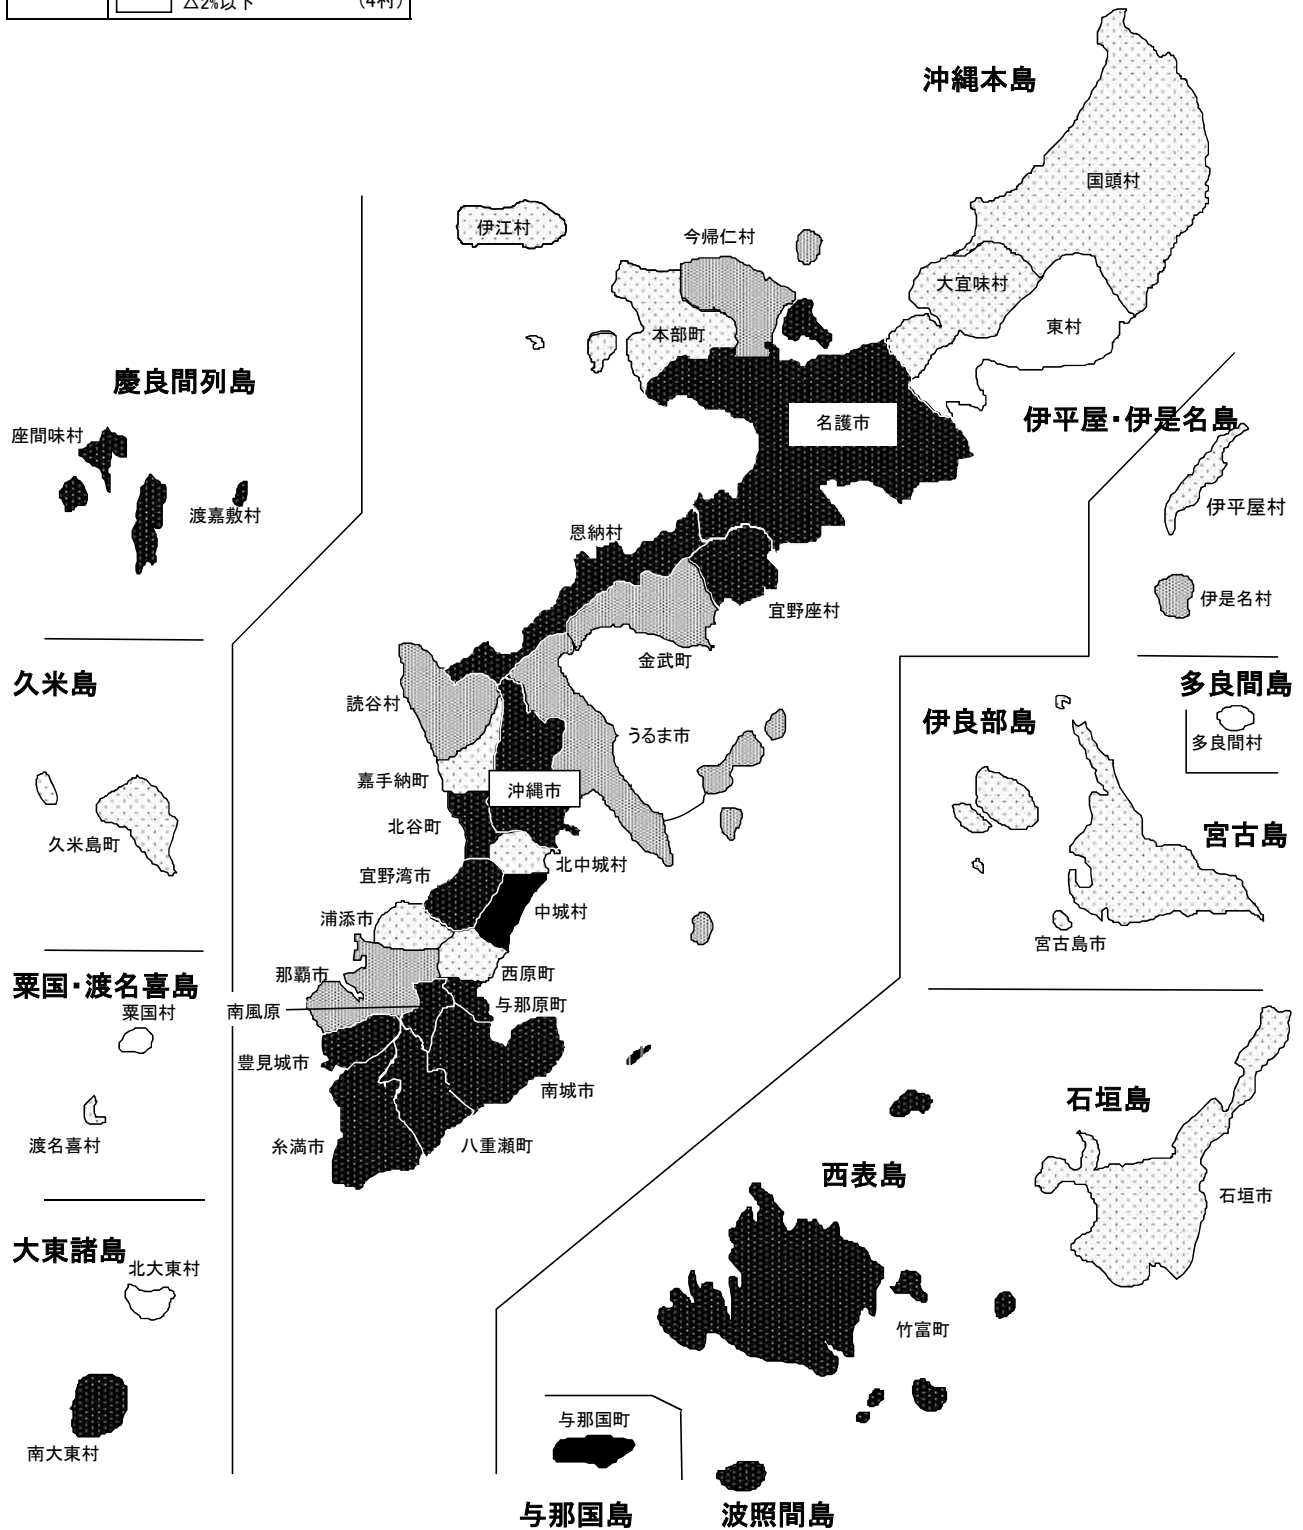 △2%以下 (4村)
沖縄本島
国頭村
伊江村
今帰仁村
大宜味村
東村
本部町
慶良間列島
名護市
伊平屋・伊是名島
座間味村
渡嘉敷村
伊平屋村
恩納村
宜野座村
伊是名村
金武町
久米島
読谷村
うるま市
伊良部島
多良間島
多良間村
嘉手納町
沖縄市
北谷町
久米島町
宮古島
宜野湾市
北中城村
浦添市
中城村
宮古島市
那覇市
西原町
粟国・渡名喜島
粟国村
南風原
与那原町
豊見城市
南城市
石垣島
渡名喜村
糸満市
八重瀬町
西表島
石垣市
大東諸島
北大東村
竹富町
与那国町
南大東村
与那国島
波照間島